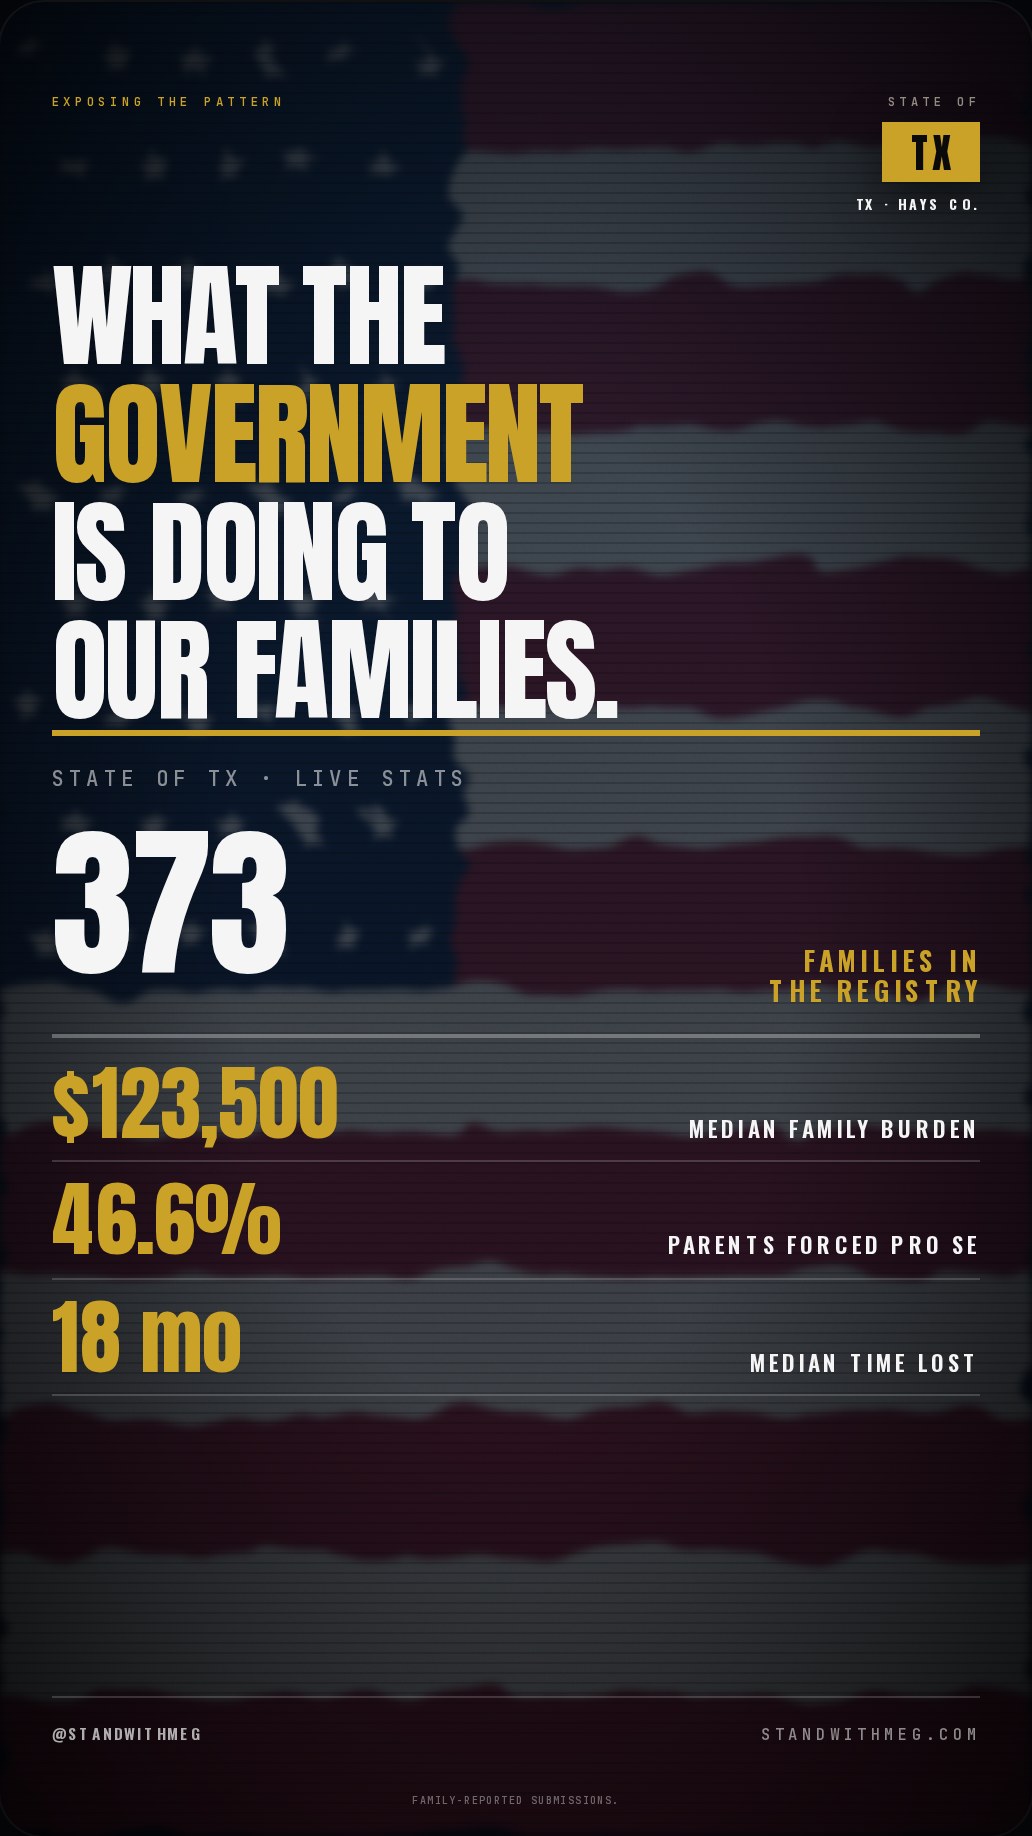 EXPOSING THE PATTERN
STATE OF
TX
TX · HAYS CO.
WHAT THE
GOVERNMENT
IS DOING TO
OUR FAMILIES.
STATE OF TX · LIVE STATS
373
FAMILIES IN
THE REGISTRY
$123,500
MEDIAN FAMILY BURDEN
46.6%
PARENTS FORCED PRO SE
18 mo
MEDIAN TIME LOST
@STANDWITHMEG
STANDWITHMEG.COM
FAMILY-REPORTED SUBMISSIONS.